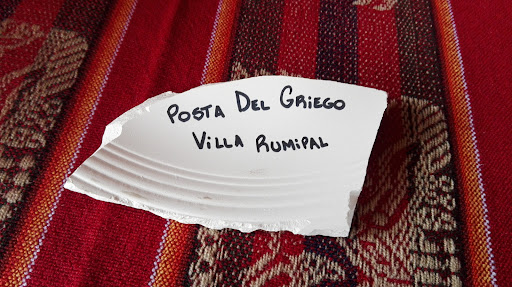 Posta Del Griego
Villa Rumipal